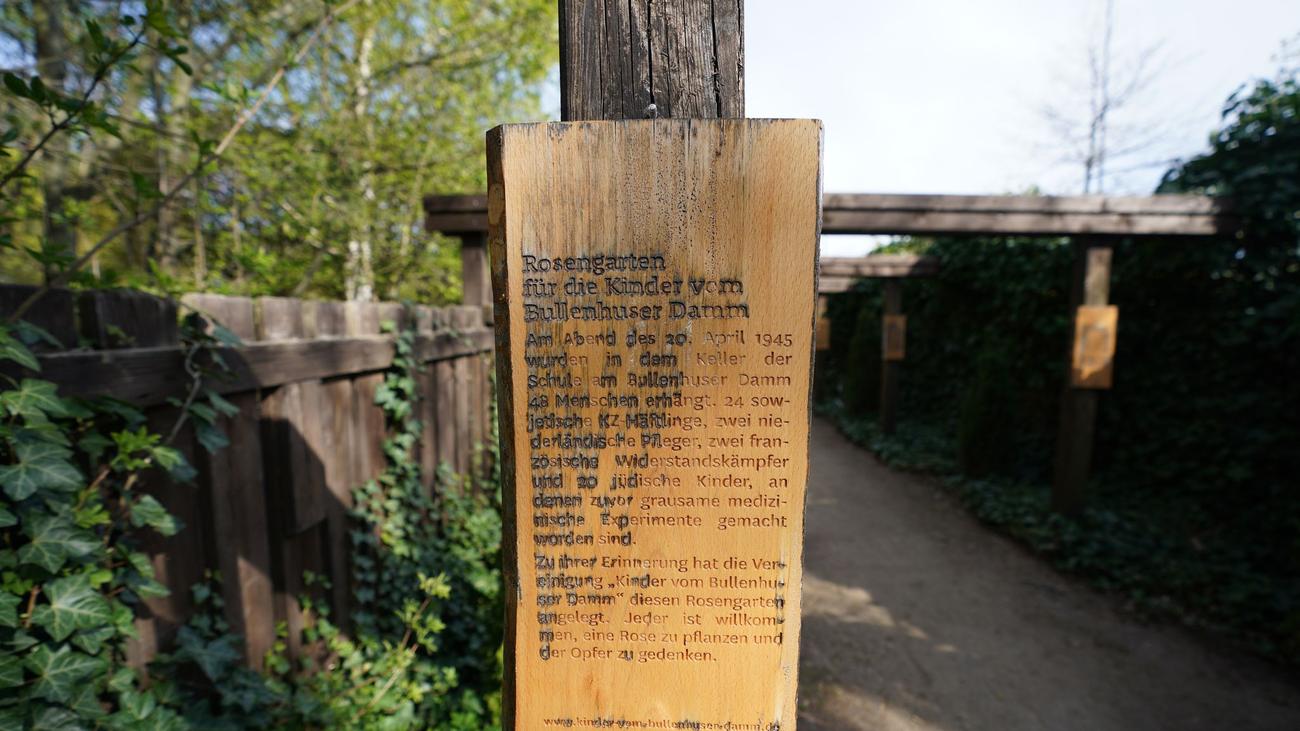 Rosengarten
für die Kinder vom
Bullenhuser Damm
Am Abend des 20. April 1945
wurden in dem Keller der
Schule am Bullenhuser Damm
48 Menschen erhängt. 24 sow-
jetische KZ-Häftlinge, zwei nie-
derländische Pfleger, zwei fran-
zösische Widerstandskämpfer
und 20 jüdische Kinder, an
denen zuvor grausame medizi-
nische Experimente gemacht
worden sind.
Zu ihrer Erinnerung hat die Ver-
einigung „Kinder vom Bullenhu-
ser Damm“ diesen Rosengarten
angelegt. Jeder ist willkom-
men, eine Rose zu pflanzen und
der Opfer zu gedenken.
www.kinder-vom-bullenhuser-damm.de